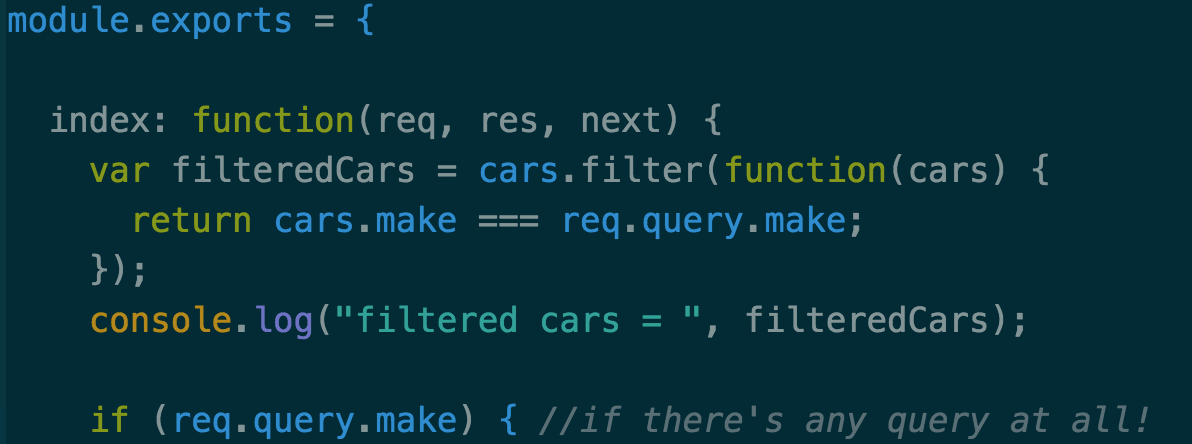 module.exports = {
index: function(req, res, next) {
var filteredCars = cars.filter(function(cars) {
return cars.make === req.query.make;
});
console.log("filtered cars = ", filteredCars);
if (req.query.make) { //if there's any query at all!